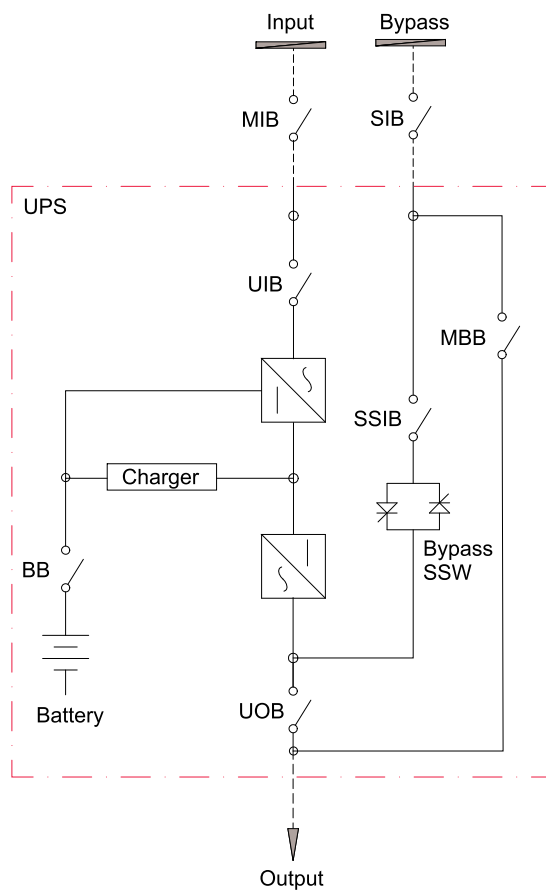 Input
Bypass
MIB
SIB
UPS
UIB
MBB
SSIB
Charger
Bypass
SSW
BB
Battery
UOB
Output